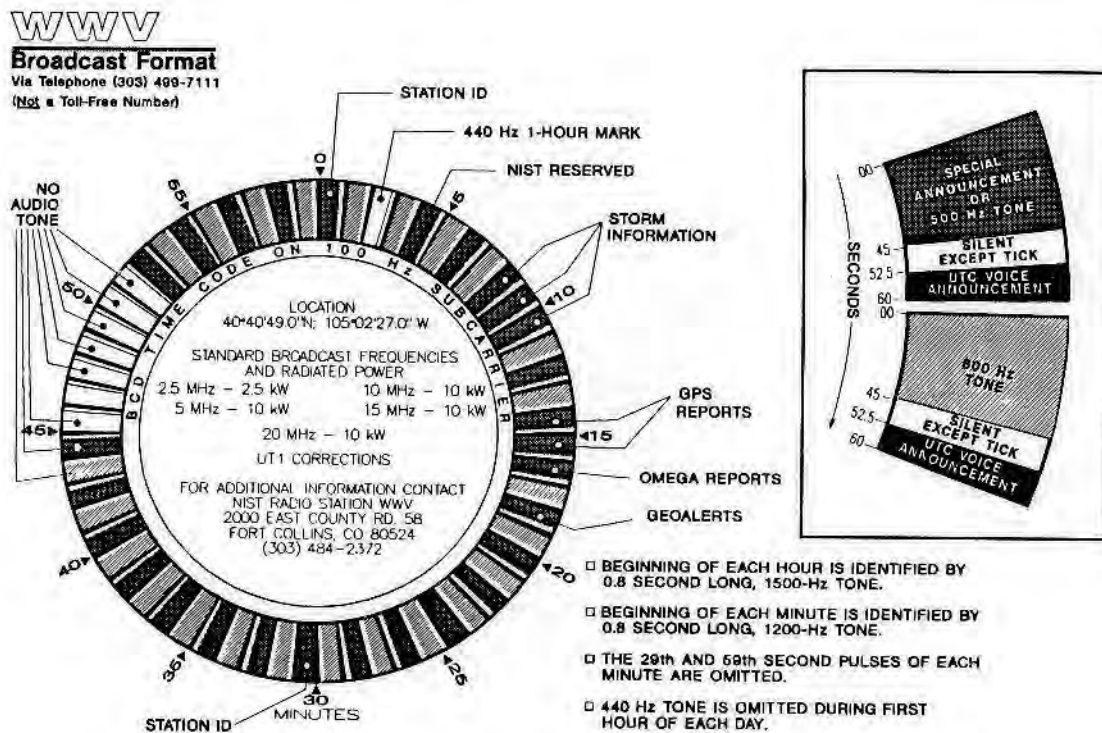 WWV
Broadcast Format
Via Telephone (303) 499-7111
(Not a Toll-Free Number)
STATION ID
440 Hz 1-HOUR MARK
NIST RESERVED
STORM
INFORMATION
GPS
REPORTS
OMEGA REPORTS
GEOALERTS
NO
AUDIO
TONE
0
5
10
15
20
25
30
35
40
45
50
55
MINUTES
STATION ID
BCD TIME CODE ON 100 Hz SUBCARRIER
LOCATION
40°40'49.0"N; 105°02'27.0" W
STANDARD BROADCAST FREQUENCIES
AND RADIATED POWER
2.5 MHz – 2.5 kW 10 MHz – 10 kW
5 MHz – 10 kW 15 MHz – 10 kW
20 MHz – 10 kW
UT1 CORRECTIONS
FOR ADDITIONAL INFORMATION CONTACT
NIST RADIO STATION WWV
2000 EAST COUNTY RD. 58
FORT COLLINS, CO 80524
(303) 484–2372
SECONDS
00
SPECIAL
ANNOUNCEMENT
OR
500 Hz TONE
45
SILENT
EXCEPT TICK
52.5
UTC VOICE
ANNOUNCEMENT
60
00
600 Hz
TONE
45
SILENT
EXCEPT TICK
52.5
UTC VOICE
ANNOUNCEMENT
60
□ BEGINNING OF EACH HOUR IS IDENTIFIED BY
0.8 SECOND LONG, 1500-Hz TONE.
□ BEGINNING OF EACH MINUTE IS IDENTIFIED BY
0.8 SECOND LONG, 1200-Hz TONE.
□ THE 29th AND 59th SECOND PULSES OF EACH
MINUTE ARE OMITTED.
□ 440 Hz TONE IS OMITTED DURING FIRST
HOUR OF EACH DAY.